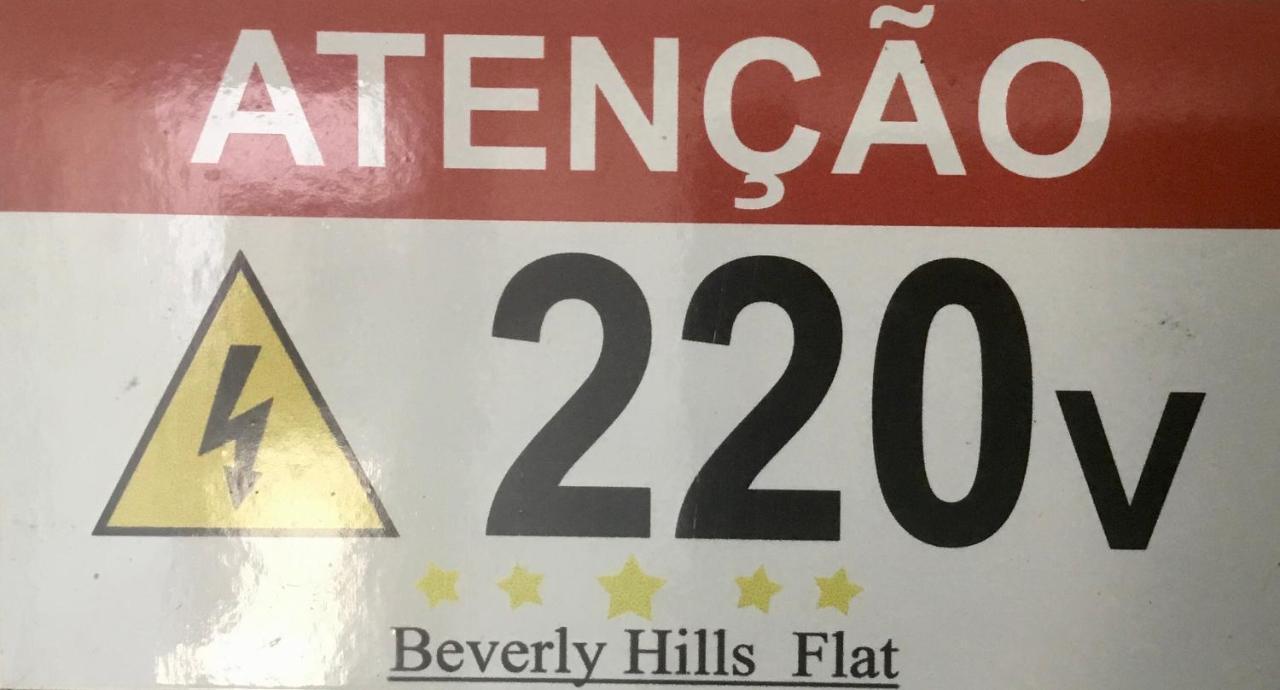 ATENÇÃO
220v
Beverly Hills Flat